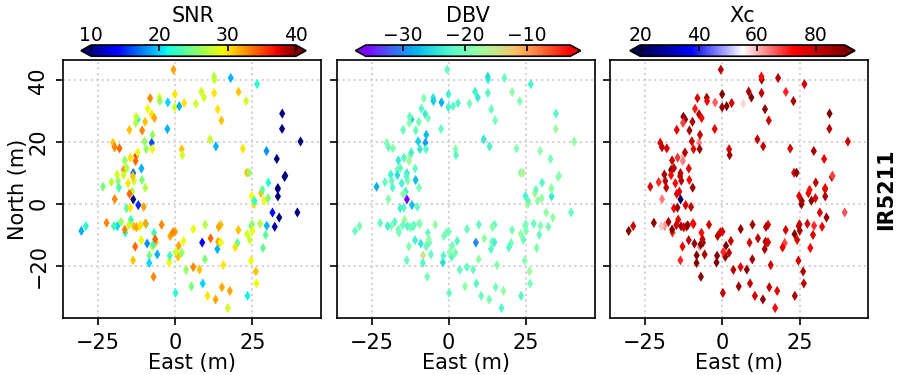 SNR DBV Xc
10 20 30 40 −30 −20 −10 20 40 60 80
40
20
0
−20
North (m)
IR5211
−25 0 25 −25 0 25 −25 0 25
East (m) East (m) East (m)